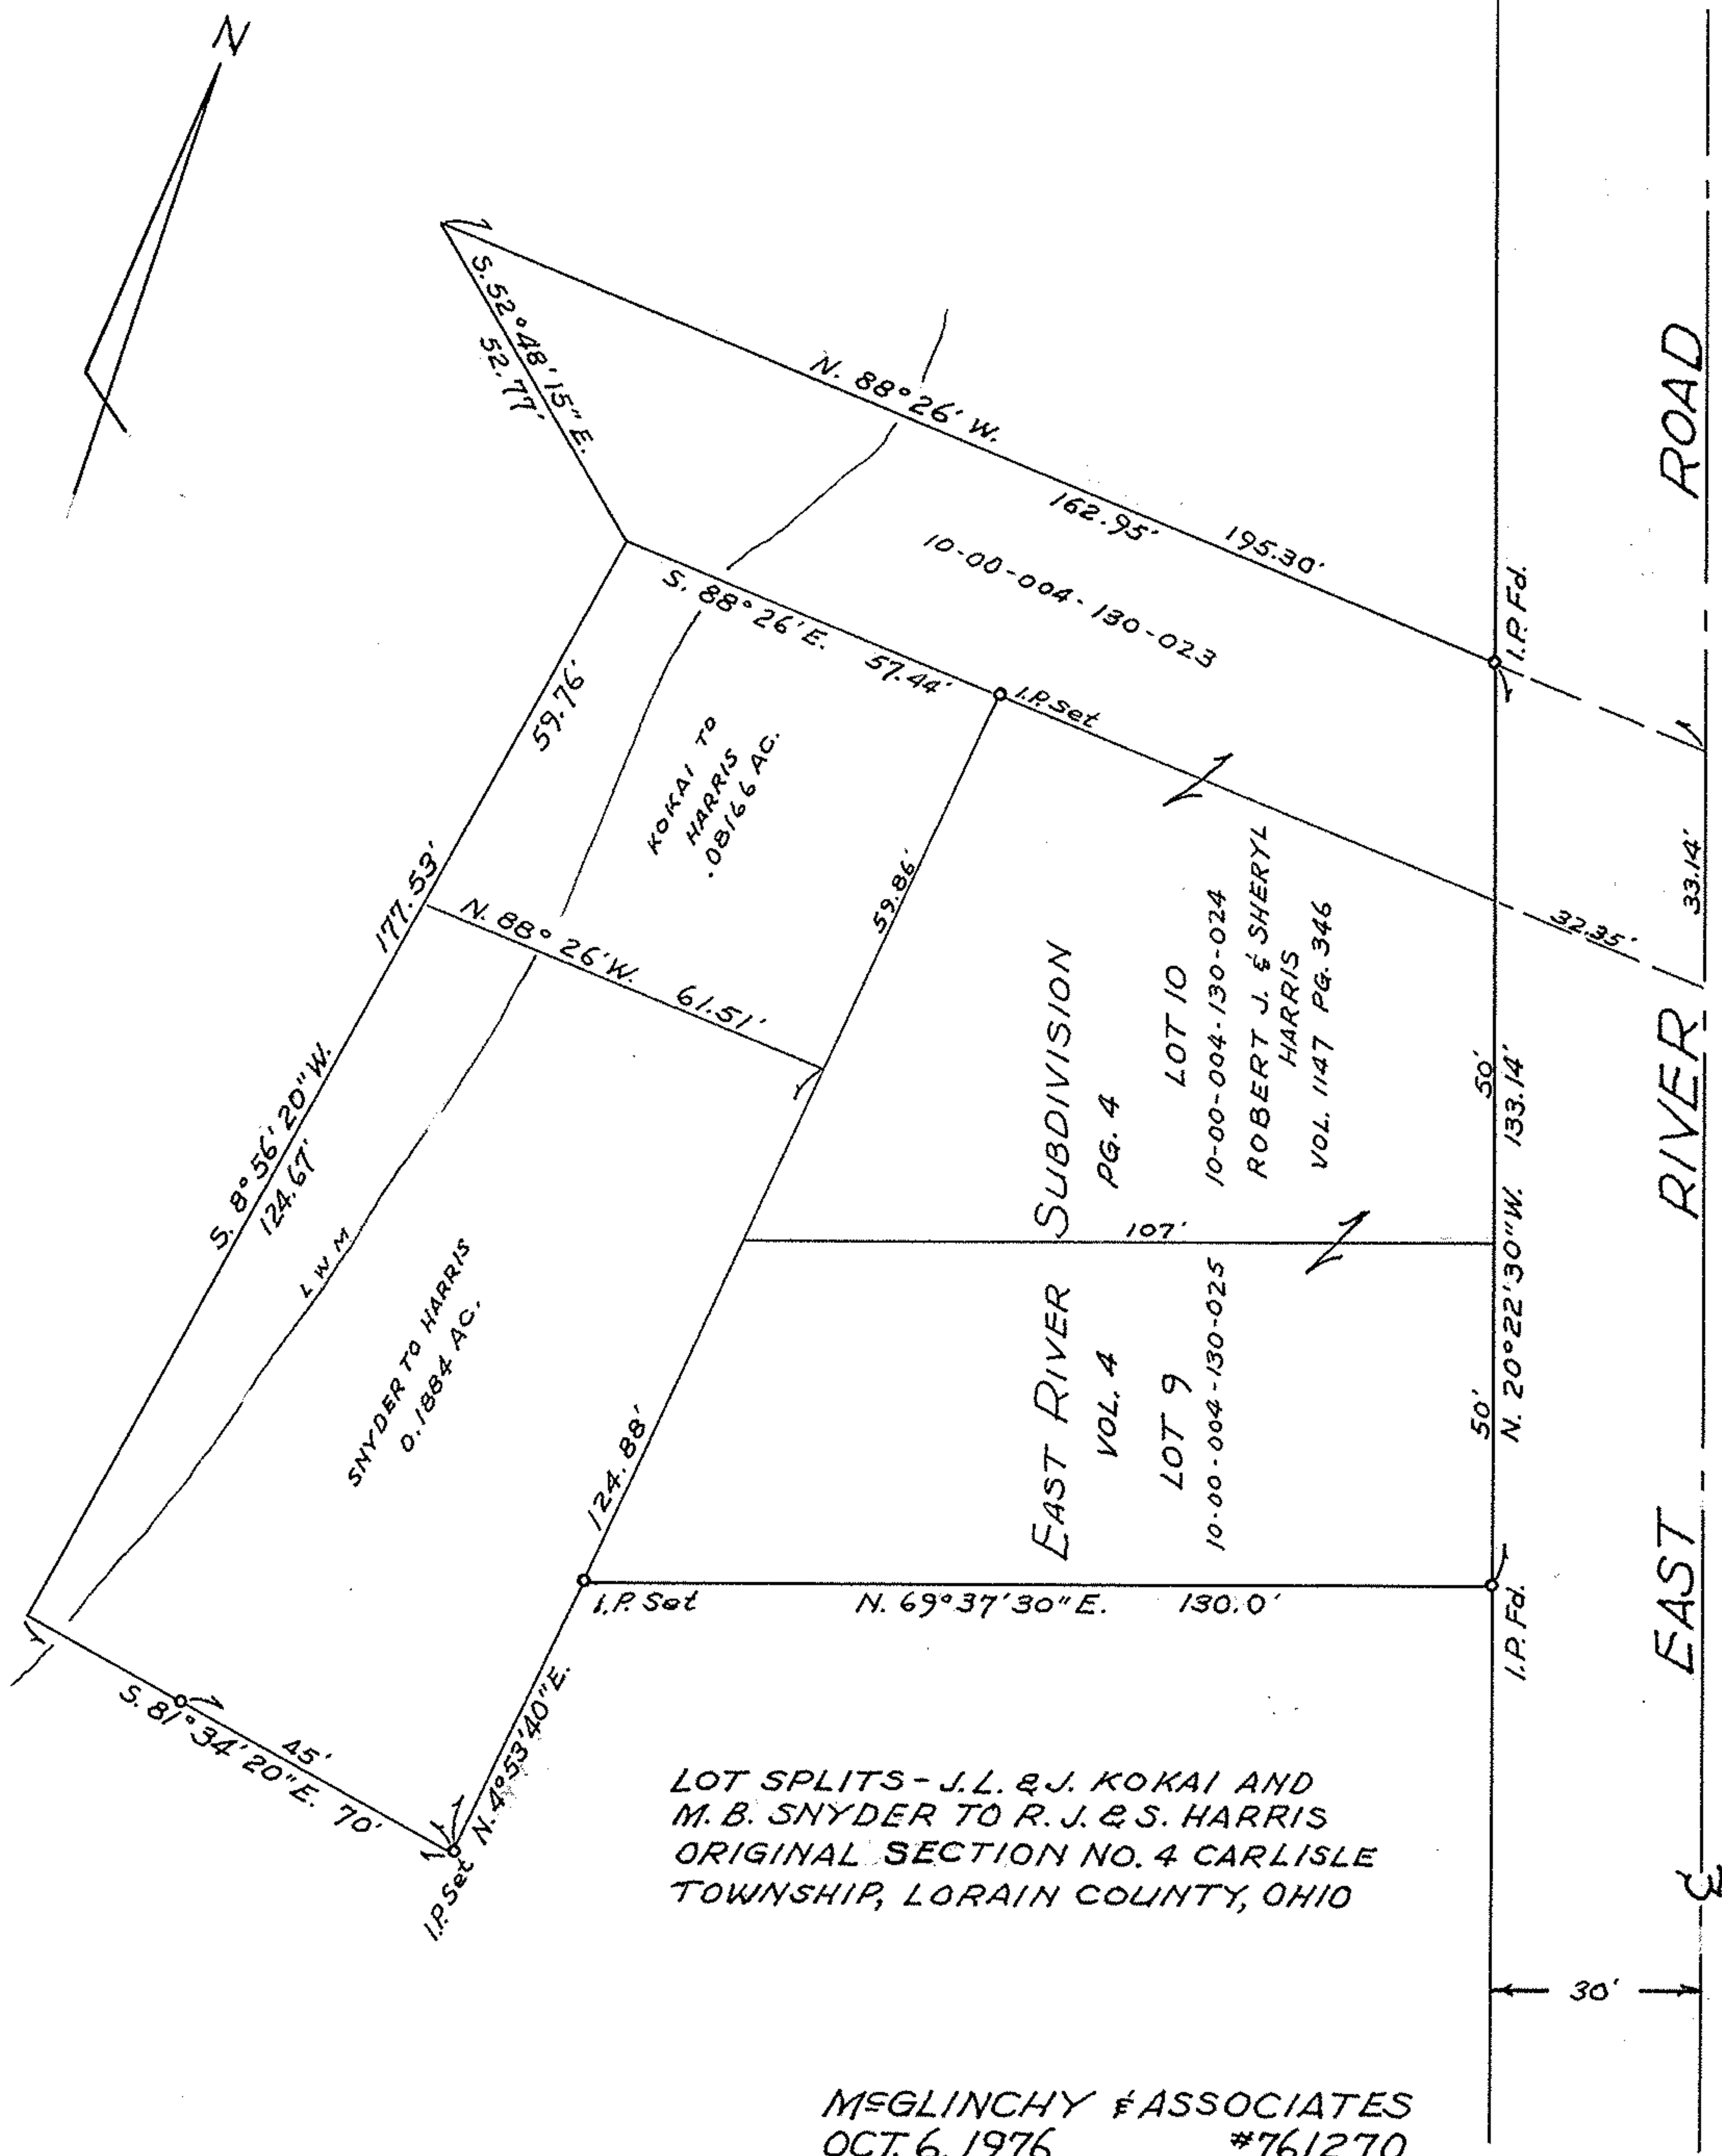 N
S. 52° 48' 15" E.
52.77'
N. 88° 26' W.
162.95'
195.30'
10-00-004-130-023
I.P. Fd.
ROAD
S. 88° 26' E.
57.44'
I.P. Set
59.76'
KOKAI TO
HARRIS
.08166 AC.
177.53'
59.86'
33.14'
32.35'
N. 88° 26' W.
61.51'
S. 8° 56' 20" W.
124.67'
L W M
SNYDER TO HARRIS
0.1884 AC.
124.88'
EAST RIVER SUBDIVISION
VOL. 4 PG. 4
LOT 10
10-00-004-130-024
ROBERT J. & SHERYL
HARRIS
VOL. 1147 PG. 346
107'
LOT 9
10-00-004-130-025
50'
50'
N. 20° 22' 30" W. 133.14'
RIVER
EAST
I.P. Set
N. 69° 37' 30" E. 130.0'
I.P. Fd.
S. 81° 34' 20" E. 70'
45'
N. 4° 53' 40" E.
I.P. Set
LOT SPLITS - J.L. & J. KOKAI AND
M.B. SNYDER TO R.J. & S. HARRIS
ORIGINAL SECTION NO. 4 CARLISLE
TOWNSHIP, LORAIN COUNTY, OHIO
30'
McGLINCHY & ASSOCIATES
OCT. 6, 1976 #761270